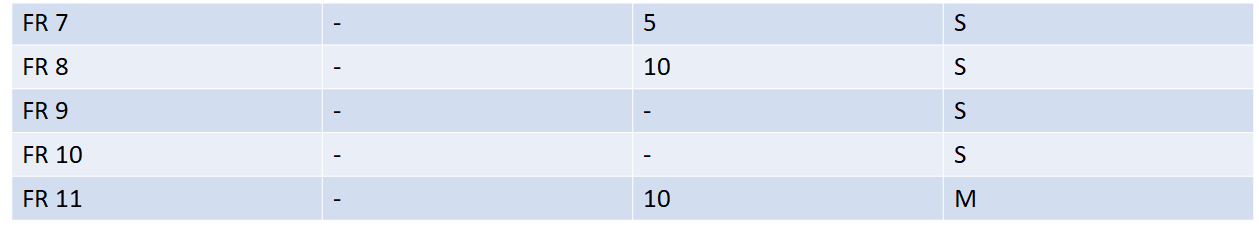 FR 7 - 5 S
FR 8 - 10 S
FR 9 - - S
FR 10 - - S
FR 11 - 10 M